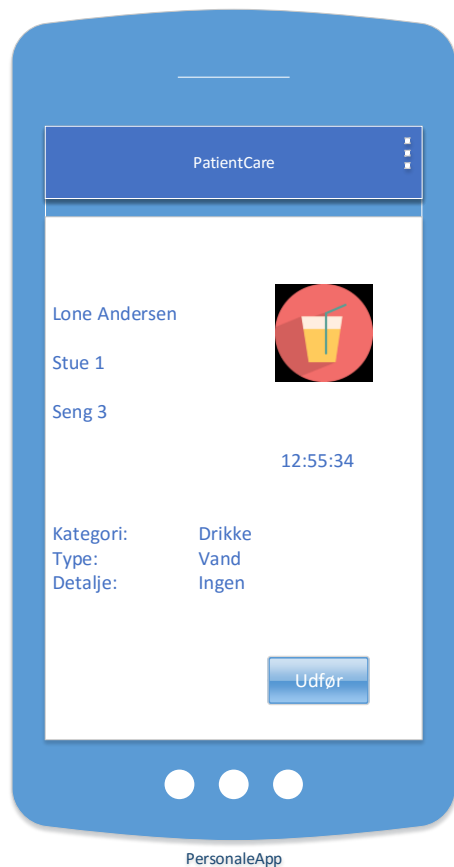 PatientCare
Lone Andersen
Stue 1
Seng 3
12:55:34
Kategori: Drikke
Type: Vand
Detalje: Ingen
Udfør
PersonaleApp